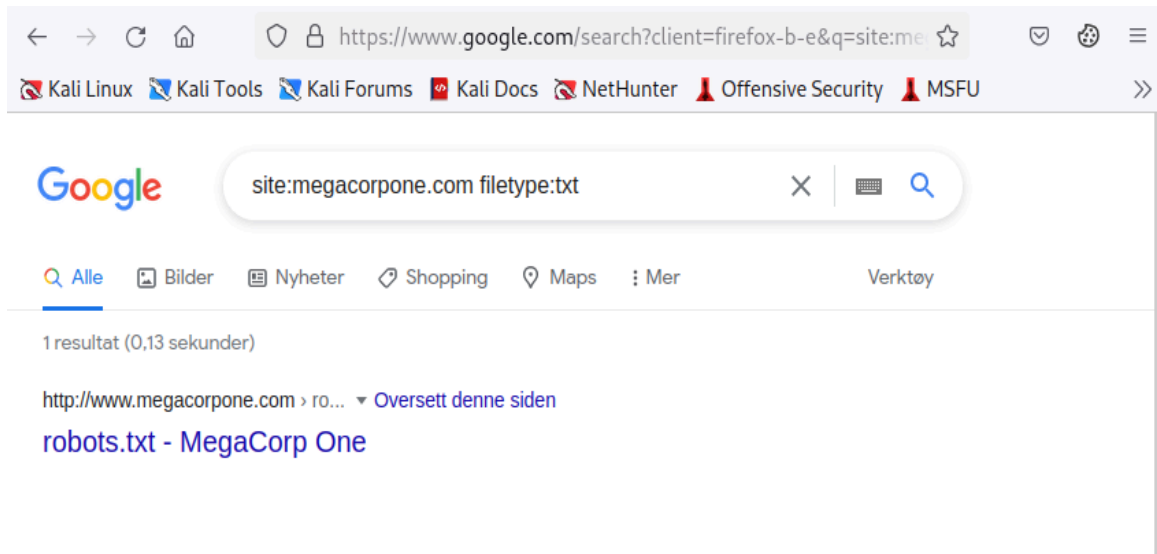 https://www.google.com/search?client=firefox-b-e&q=site:me
Kali Linux Kali Tools Kali Forums Kali Docs NetHunter Offensive Security MSFU
Google site:megacorpone.com filetype:txt
Alle Bilder Nyheter Shopping Maps Mer Verktøy
1 resultat (0,13 sekunder)
http://www.megacorpone.com › ro... Oversett denne siden
robots.txt - MegaCorp One